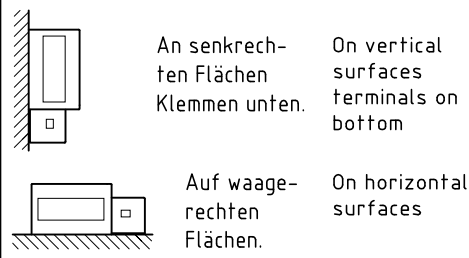 An senkrech-
ten Flächen
Klemmen unten.
On vertical
surfaces
terminals on
bottom
Auf waage-
rechten
Flächen.
On horizontal
surfaces